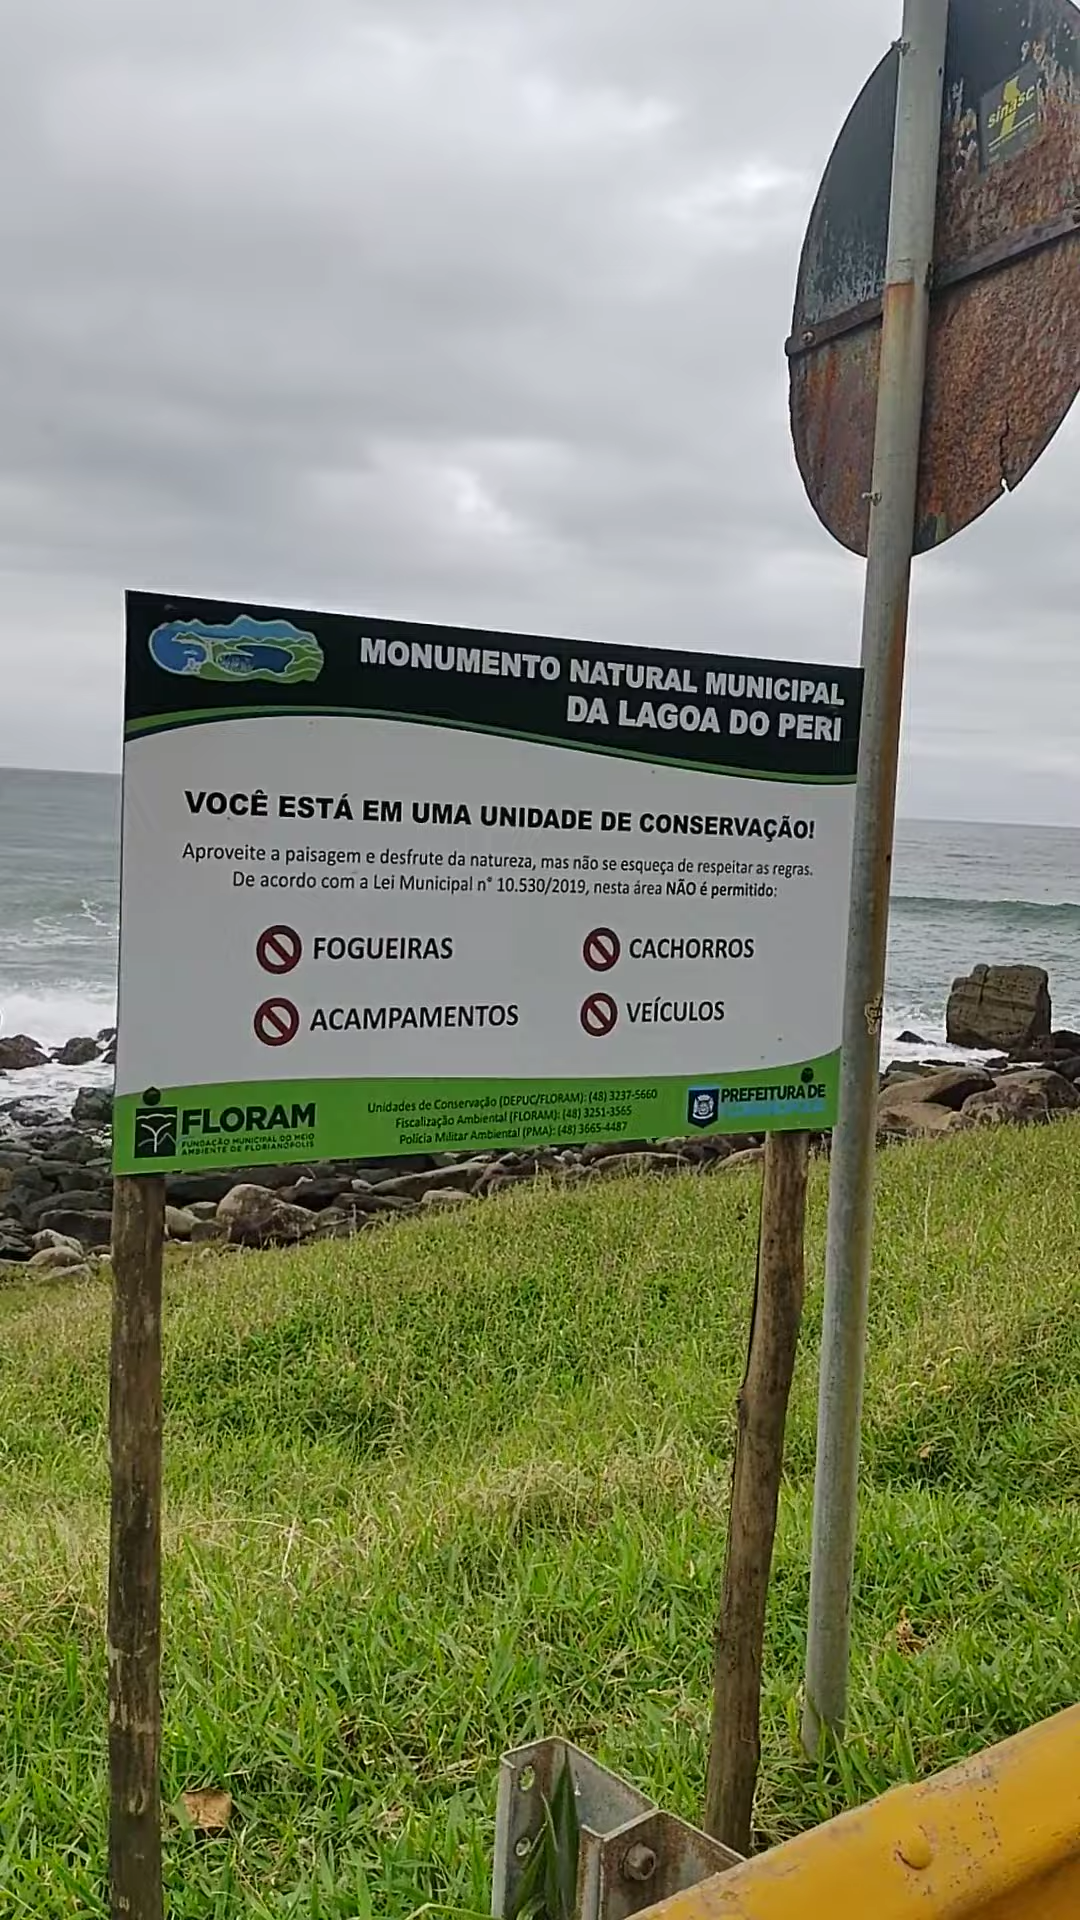 sinasc
MONUMENTO NATURAL MUNICIPAL
DA LAGOA DO PERI
VOCÊ ESTÁ EM UMA UNIDADE DE CONSERVAÇÃO!
Aproveite a paisagem e desfrute da natureza, mas não se esqueça de respeitar as regras.
De acordo com a Lei Municipal n° 10.530/2019, nesta área NÃO é permitido:
FOGUEIRAS
CACHORROS
ACAMPAMENTOS
VEÍCULOS
FLORAM
FUNDAÇÃO MUNICIPAL DO MEIO
AMBIENTE DE FLORIANÓPOLIS
Unidades de Conservação (DEPUC/FLORAM): (48) 3237-5660
Fiscalização Ambiental (FLORAM): (48) 3251-3565
Polícia Militar Ambiental (PMA): (48) 3665-4487
PREFEITURA DE